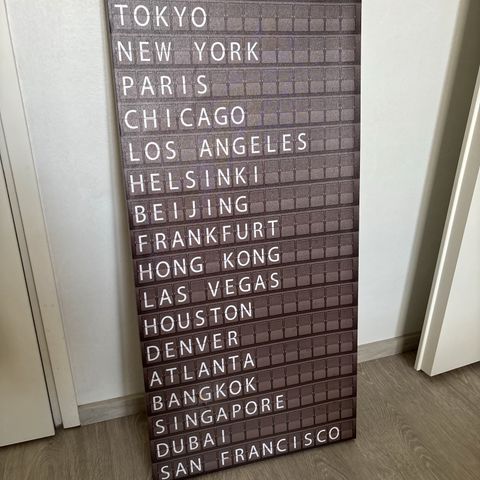 TOKYO
NEW YORK
PARIS
CHICAGO
LOS ANGELES
HELSINKI
BEIJING
FRANKFURT
HONG KONG
LAS VEGAS
HOUSTON
DENVER
ATLANTA
BANGKOK
SINGAPORE
DUBAI
SAN FRANCISCO